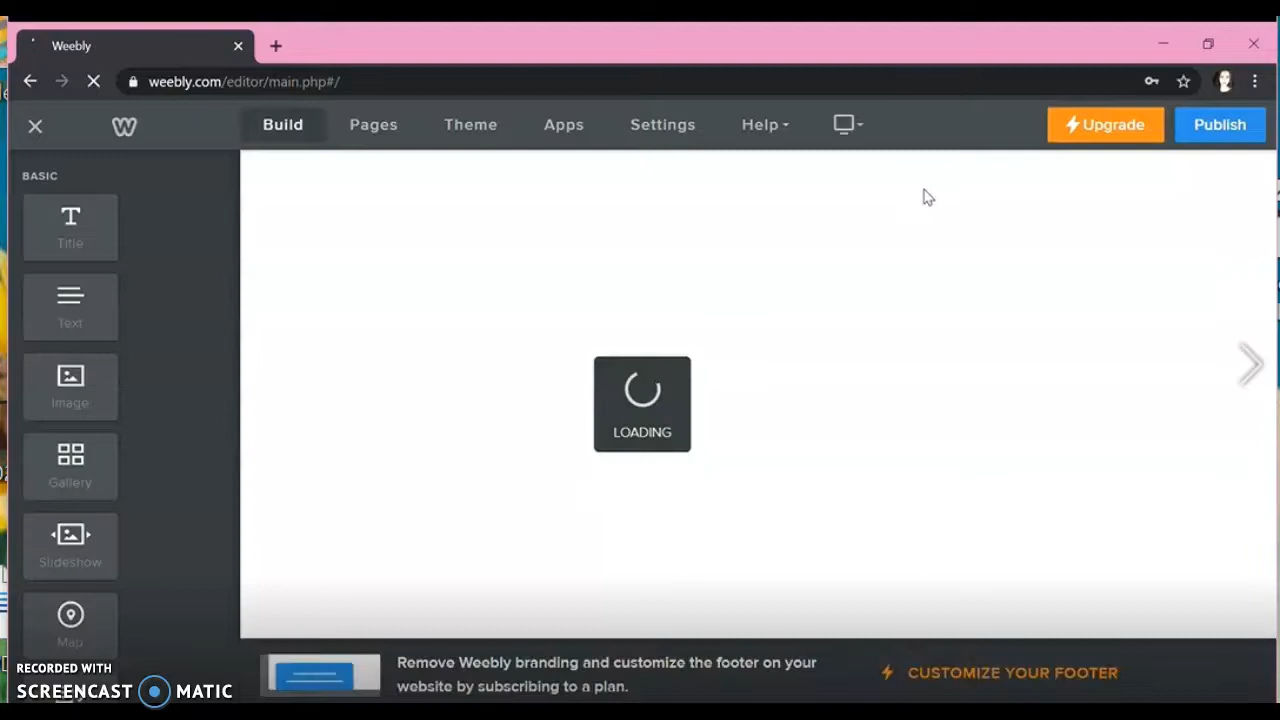 Weebly
weebly.com/editor/main.php#/
Build Pages Theme Apps Settings Help Upgrade Publish
BASIC
Title
Text
Image
Gallery
Slideshow
Map
LOADING
Remove Weebly branding and customize the footer on your
website by subscribing to a plan.
CUSTOMIZE YOUR FOOTER
RECORDED WITH
SCREENCAST MATIC